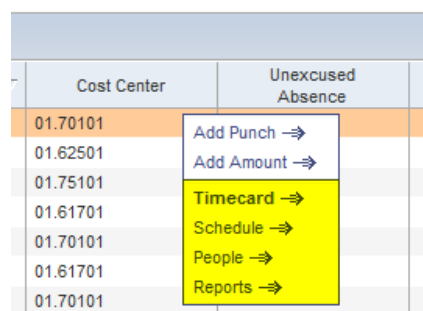 Cost Center
Unexcused
Absence
01.70101
01.62501
01.75101
01.61701
01.70101
01.61701
01.70101
Add Punch
Add Amount
Timecard
Schedule
People
Reports